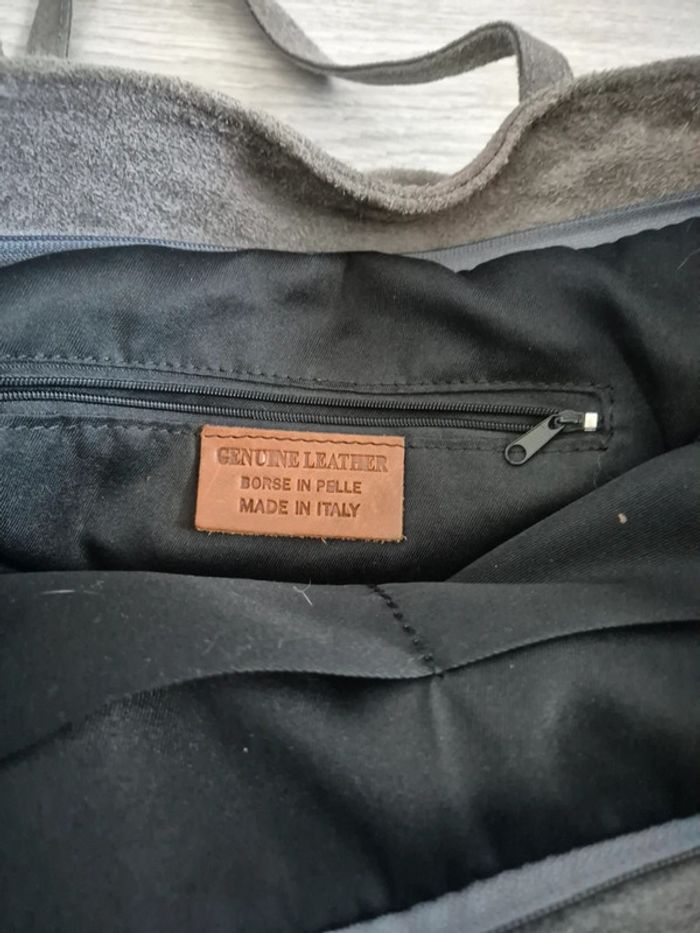 GENUINE LEATHER
BORSE IN PELLE
MADE IN ITALY